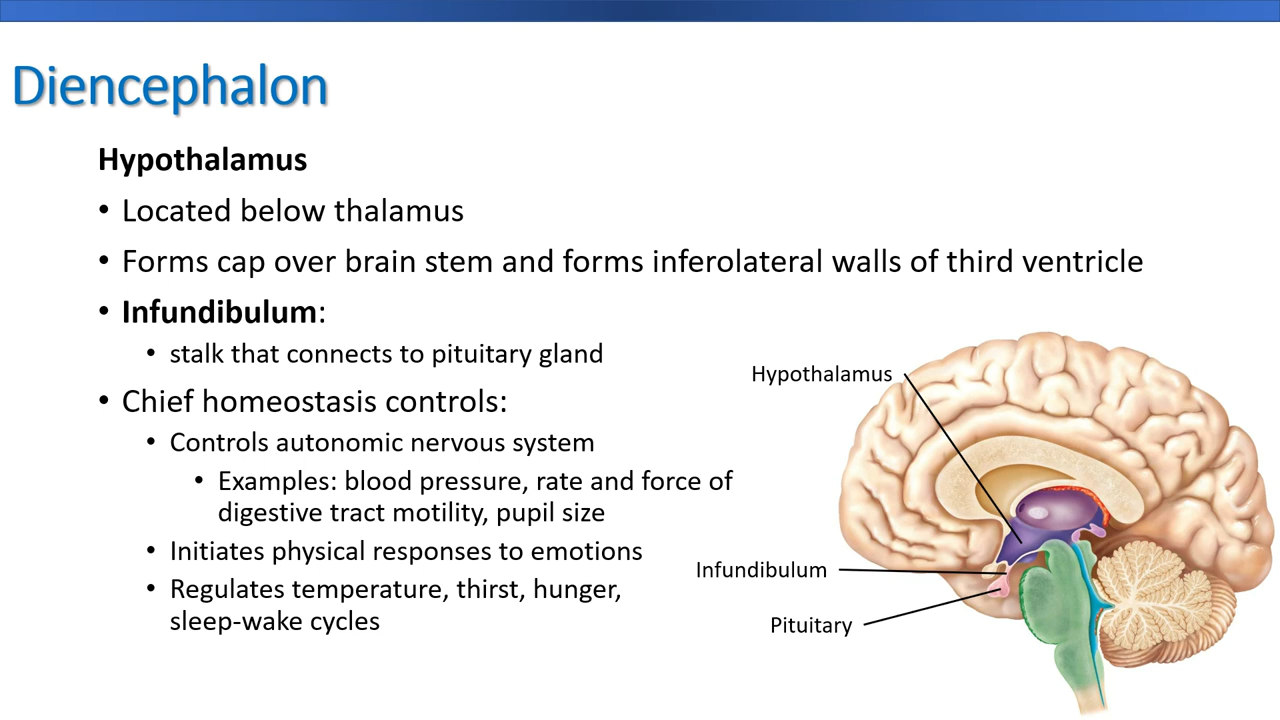 Diencephalon
Hypothalamus
• Located below thalamus
• Forms cap over brain stem and forms inferolateral walls of third ventricle
• Infundibulum:
• stalk that connects to pituitary gland
• Chief homeostasis controls:
• Controls autonomic nervous system
• Examples: blood pressure, rate and force of
digestive tract motility, pupil size
• Initiates physical responses to emotions
• Regulates temperature, thirst, hunger,
sleep-wake cycles
Hypothalamus
Infundibulum
Pituitary